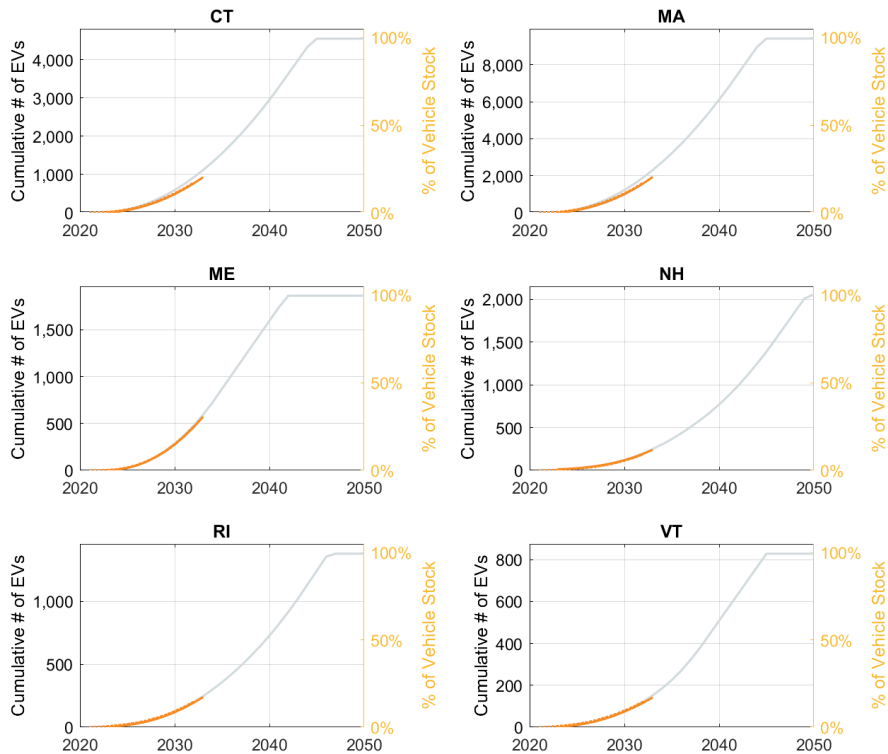 CT
Cumulative # of EVs
4,000
3,000
2,000
1,000
0
100%
50%
0%
% of Vehicle Stock
2020 2030 2040 2050
MA
Cumulative # of EVs
8,000
6,000
4,000
2,000
0
100%
50%
0%
% of Vehicle Stock
2020 2030 2040 2050
ME
Cumulative # of EVs
1,500
1,000
500
0
100%
50%
0%
% of Vehicle Stock
2020 2030 2040 2050
NH
Cumulative # of EVs
2,000
1,500
1,000
500
0
100%
50%
0%
% of Vehicle Stock
2020 2030 2040 2050
RI
Cumulative # of EVs
1,000
500
0
100%
50%
0%
% of Vehicle Stock
2020 2030 2040 2050
VT
Cumulative # of EVs
800
600
400
200
0
100%
50%
0%
% of Vehicle Stock
2020 2030 2040 2050